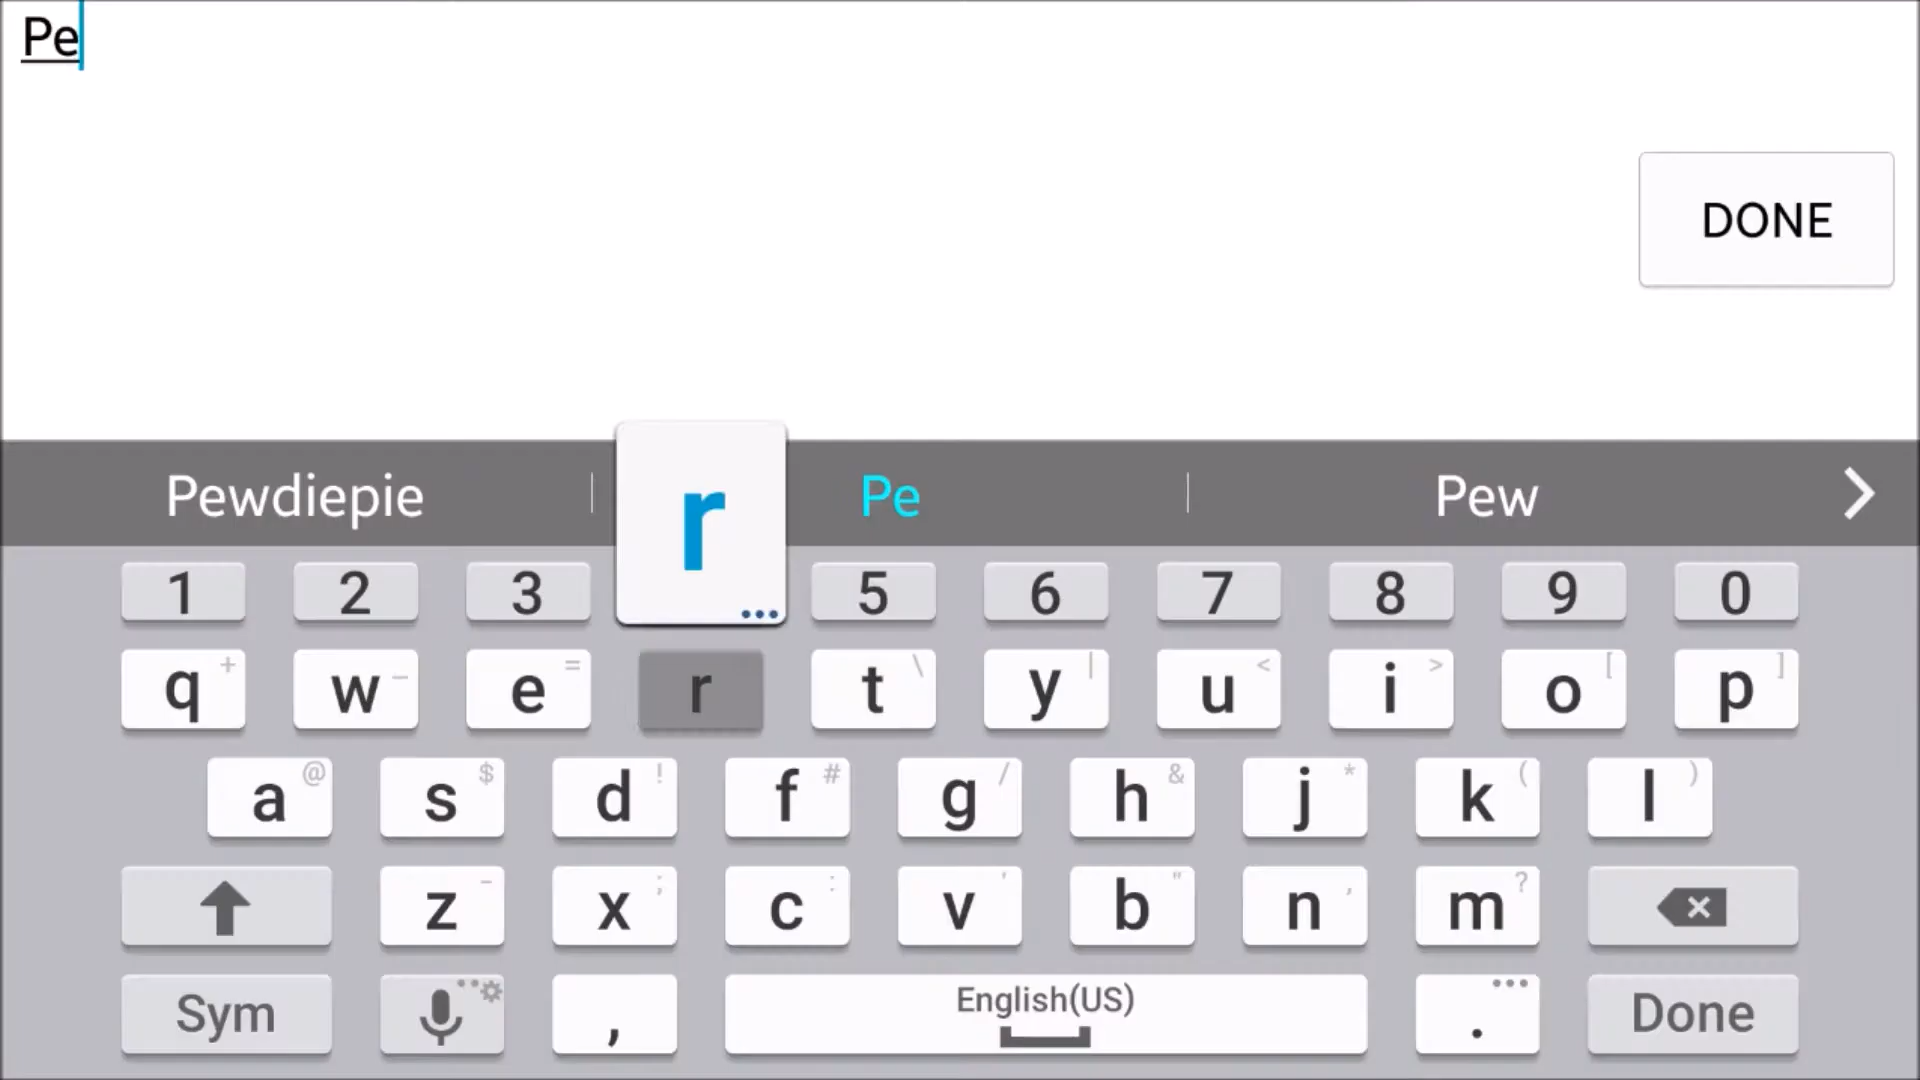 Pe
DONE
Pewdiepie Pe Pew
r
1 2 3 5 6 7 8 9 0
q + w _ e = r t \ y | u < i > o [ p ]
a @ s $ d ! f # g / h & j * k ( l )
z - x ; c : v ' b " n , m ?
Sym , English(US) . Done